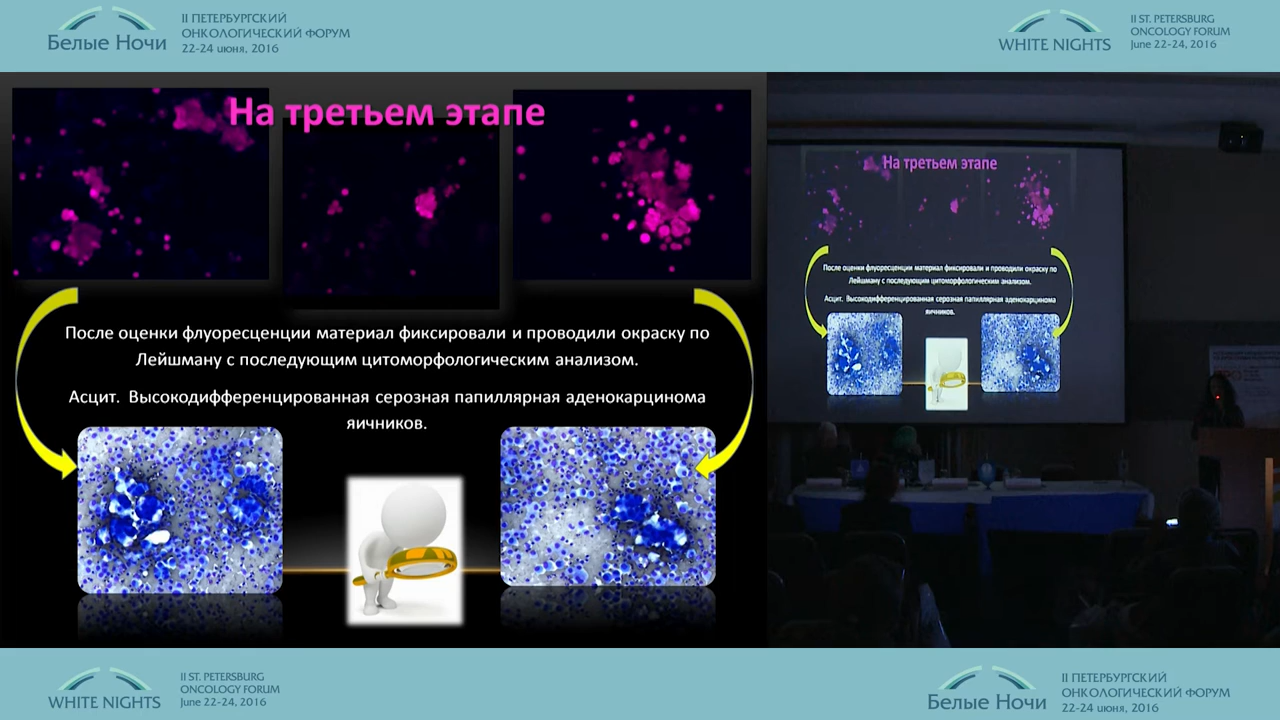 Белые Ночи
II ПЕТЕРБУРГСКИЙ
ОНКОЛОГИЧЕСКИЙ ФОРУМ
22-24 июня, 2016
WHITE NIGHTS
II ST. PETERSBURG
ONCOLOGY FORUM
June 22-24, 2016
На третьем этапе
После оценки флуоресценции материал фиксировали и проводили окраску по
Лейшману с последующим цитоморфологическим анализом.
Асцит. Высокодифференцированная серозная папиллярная аденокарцинома
яичников.
На третьем этапе
После оценки флуоресценции материал фиксировали и проводили окраску по
Лейшману с последующим цитоморфологическим анализом.
Асцит. Высокодифференцированная серозная папиллярная аденокарцинома
яичников.
WHITE NIGHTS
II ST. PETERSBURG
ONCOLOGY FORUM
June 22-24, 2016
Белые Ночи
II ПЕТЕРБУРГСКИЙ
ОНКОЛОГИЧЕСКИЙ ФОРУМ
22-24 июня, 2016